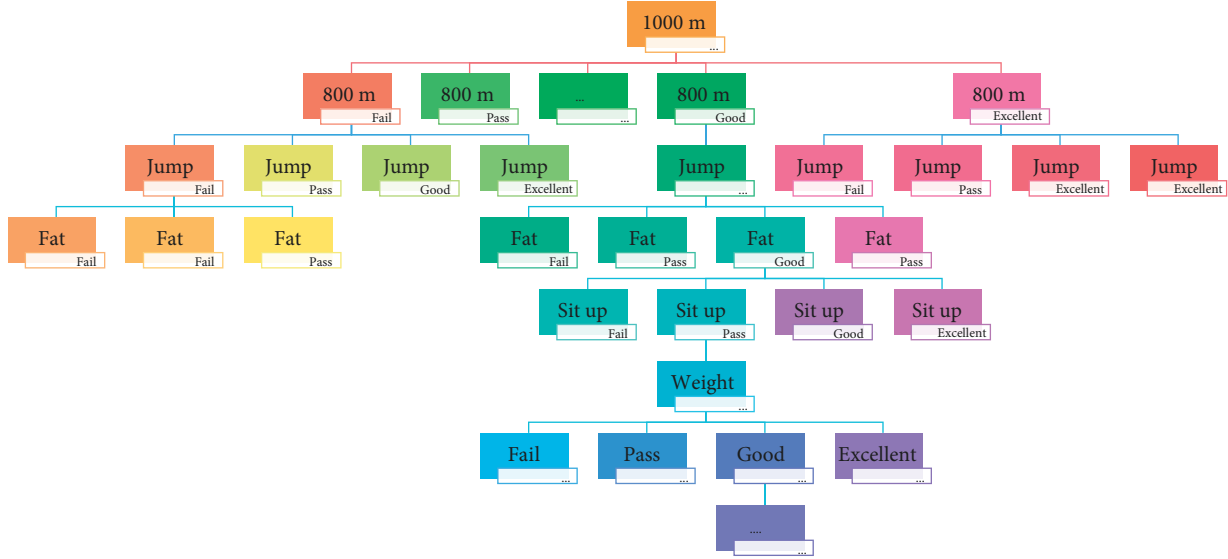 1000 m
...
800 m
Fail
800 m
Pass
...
...
800 m
Good
800 m
Excellent
Jump
Fail
Jump
Pass
Jump
Good
Jump
Excellent
Jump
...
Jump
Fail
Jump
Pass
Jump
Excellent
Jump
Excellent
Fat
Fail
Fat
Fail
Fat
Pass
Fat
Fail
Fat
Pass
Fat
Good
Fat
Pass
Sit up
Fail
Sit up
Pass
Sit up
Good
Sit up
Excellent
Weight
...
Fail
...
Pass
...
Good
...
Excellent
...
....
...